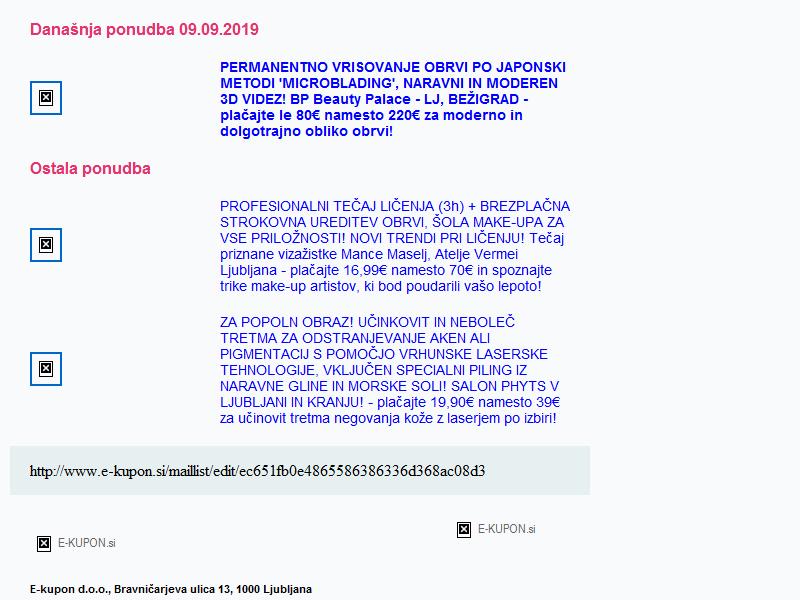 Današnja ponudba 09.09.2019
PERMANENTNO VRISOVANJE OBRVI PO JAPONSKI
METODI 'MICROBLADING', NARAVNI IN MODEREN
3D VIDEZ! BP Beauty Palace - LJ, BEŽIGRAD -
plačajte le 80€ namesto 220€ za moderno in
dolgotrajno obliko obrvi!
Ostala ponudba
PROFESIONALNI TEČAJ LIČENJA (3h) + BREZPLAČNA
STROKOVNA UREDITEV OBRVI, ŠOLA MAKE-UPA ZA
VSE PRILOŽNOSTI! NOVI TRENDI PRI LIČENJU! Tečaj
priznane vizažistke Mance Maselj, Atelje Vermei
Ljubljana - plačajte 16,99€ namesto 70€ in spoznajte
trike make-up artistov, ki bod poudarili vašo lepoto!
ZA POPOLN OBRAZ! UČINKOVIT IN NEBOLEČ
TRETMA ZA ODSTRANJEVANJE AKEN ALI
PIGMENTACIJ S POMOČJO VRHUNSKE LASERSKE
TEHNOLOGIJE, VKLJUČEN SPECIALNI PILING IZ
NARAVNE GLINE IN MORSKE SOLI! SALON PHYTS V
LJUBLJANI IN KRANJU! - plačajte 19,90€ namesto 39€
za učinovit tretma negovanja kože z laserjem po izbiri!
http://www.e-kupon.si/maillist/edit/ec651fb0e4865586386336d368ac08d3
E-KUPON.si
E-KUPON.si
E-kupon d.o.o., Bravničarjeva ulica 13, 1000 Ljubljana